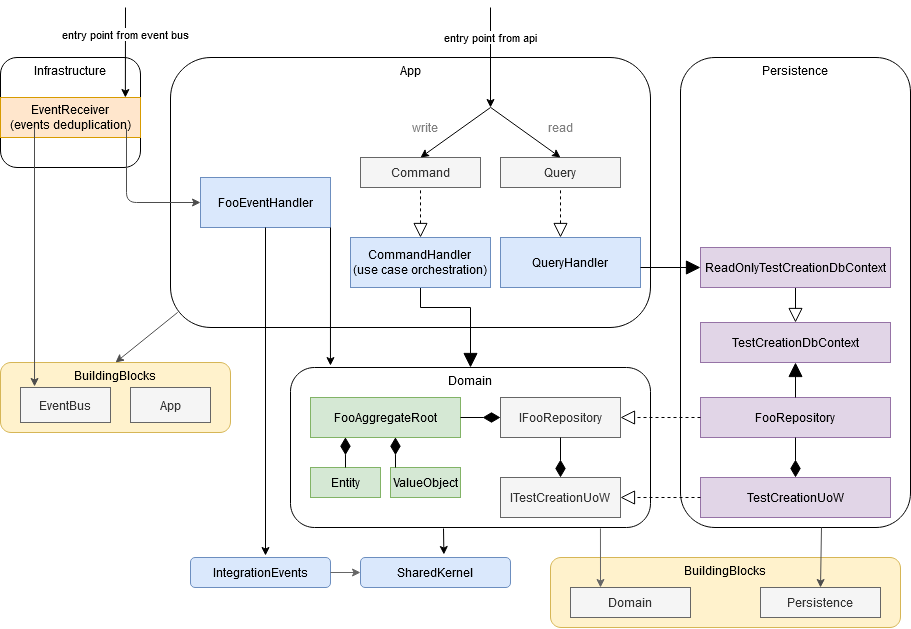 entry point from event bus
entry point from api
Infrastructure
EventReceiver
(events deduplication)
App
write
read
Command
Query
FooEventHandler
CommandHandler
(use case orchestration)
QueryHandler
Persistence
ReadOnlyTestCreationDbContext
TestCreationDbContext
FooRepository
TestCreationUoW
BuildingBlocks
EventBus
App
Domain
FooAggregateRoot
IFooRepository
Entity
ValueObject
ITestCreationUoW
IntegrationEvents
SharedKernel
BuildingBlocks
Domain
Persistence